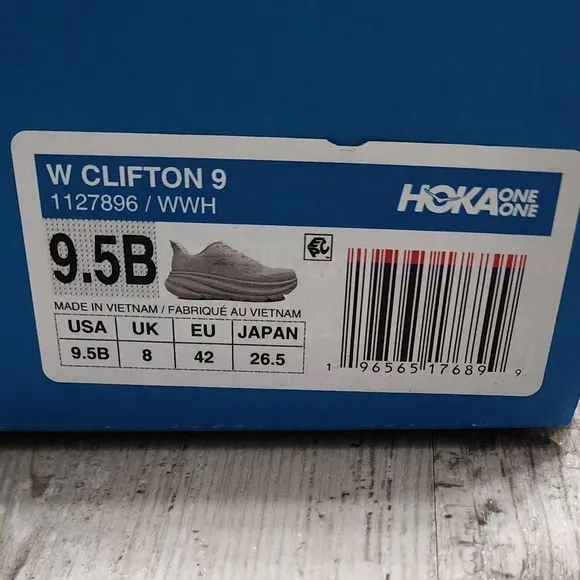 W CLIFTON 9
1127896 / WWH
HOKA ONE ONE
9.5B
MADE IN VIETNAM / FABRIQUÉ AU VIETNAM
USA UK EU JAPAN
9.5B 8 42 26.5
1 96565 17689 9